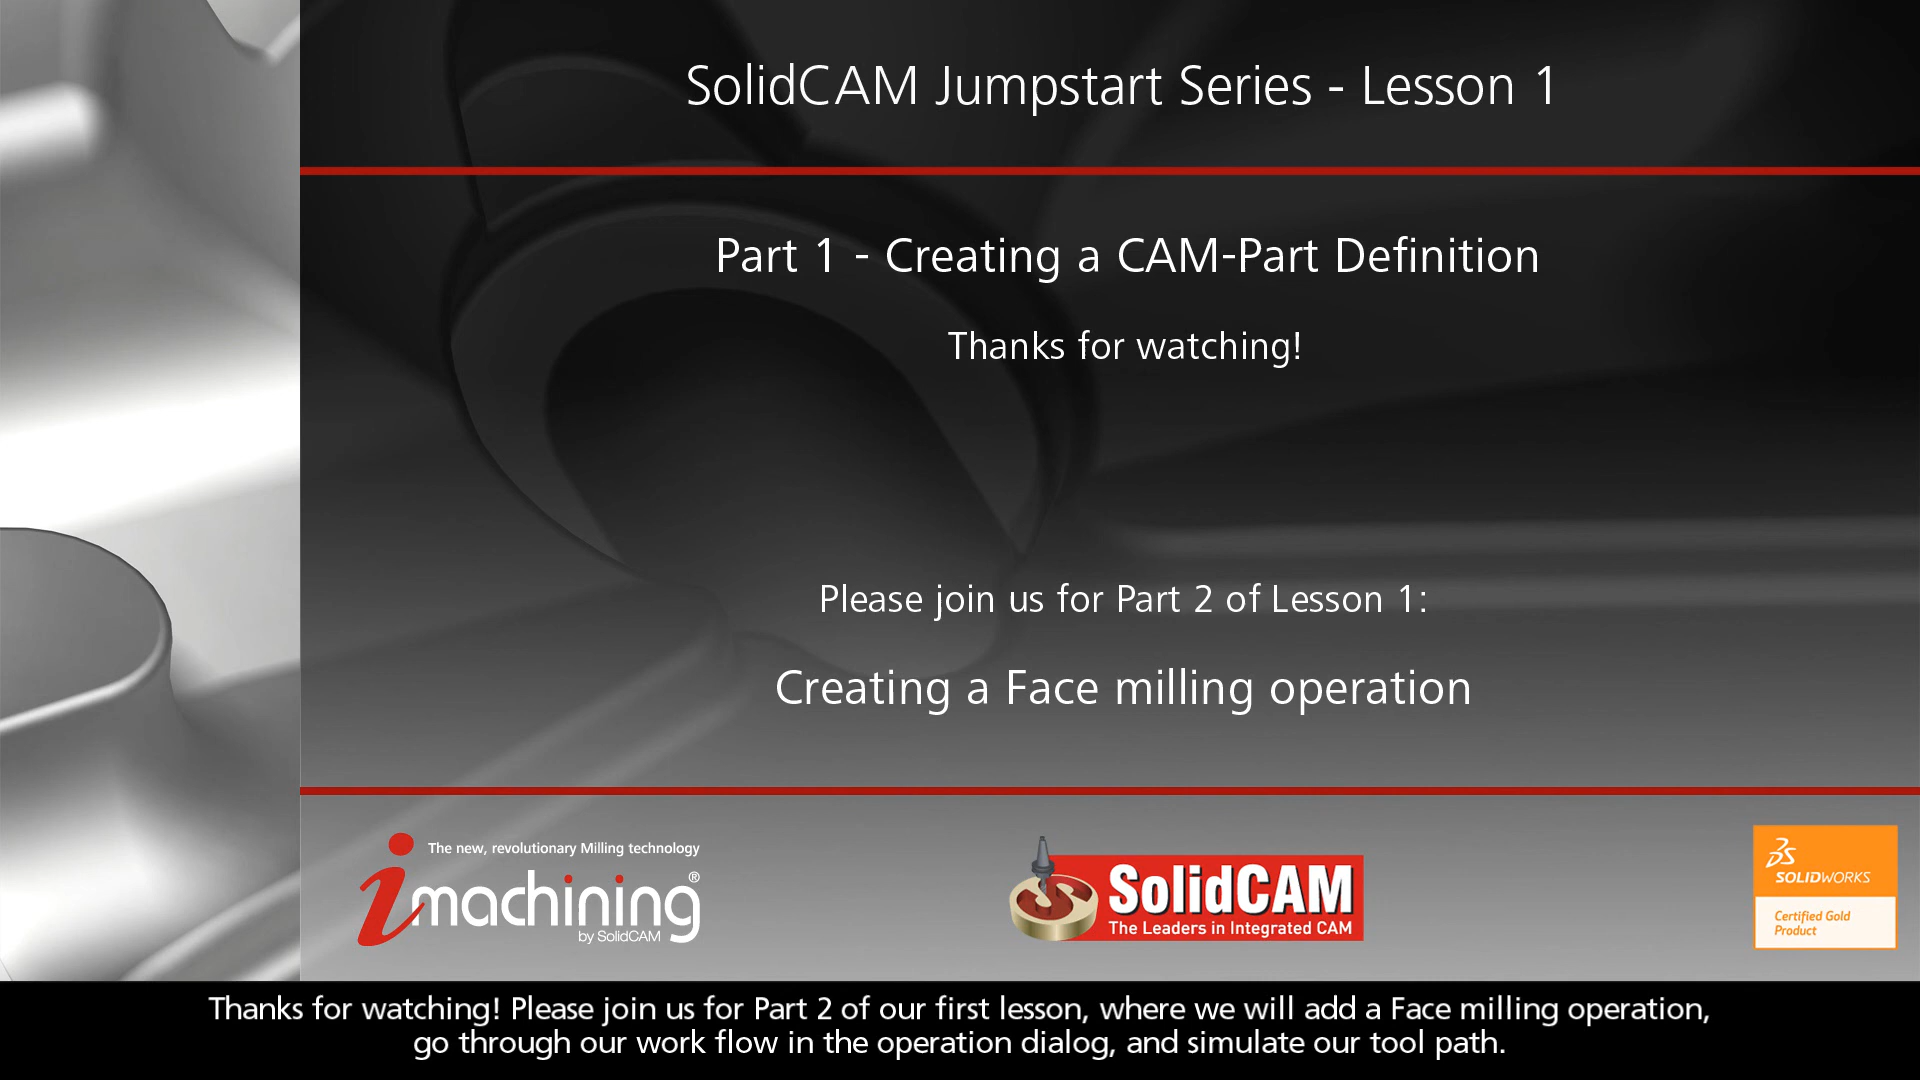 SolidCAM Jumpstart Series - Lesson 1
Part 1 - Creating a CAM-Part Definition
Thanks for watching!
Please join us for Part 2 of Lesson 1:
Creating a Face milling operation
The new, revolutionary Milling technology
imachining®
by SolidCAM
SolidCAM
The Leaders in Integrated CAM
SOLIDWORKS
Certified Gold
Product
Thanks for watching! Please join us for Part 2 of our first lesson, where we will add a Face milling operation,
go through our work flow in the operation dialog, and simulate our tool path.